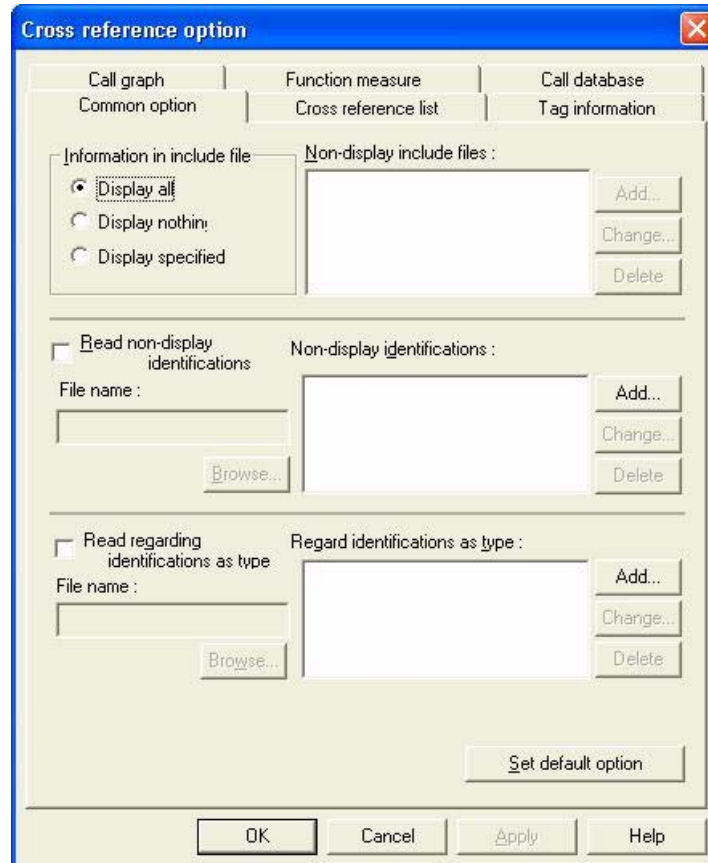 Cross reference option
Call graph
Function measure
Call database
Common option
Cross reference list
Tag information
Information in include file
Display all
Display nothin
Display specified
Non-display include files :
Add...
Change...
Delete
Read non-display
identifications
File name :
Browse...
Non-display identifications :
Add...
Change...
Delete
Read regarding
identifications as type
File name :
Browse...
Regard identifications as type :
Add...
Change...
Delete
Set default option
OK
Cancel
Apply
Help